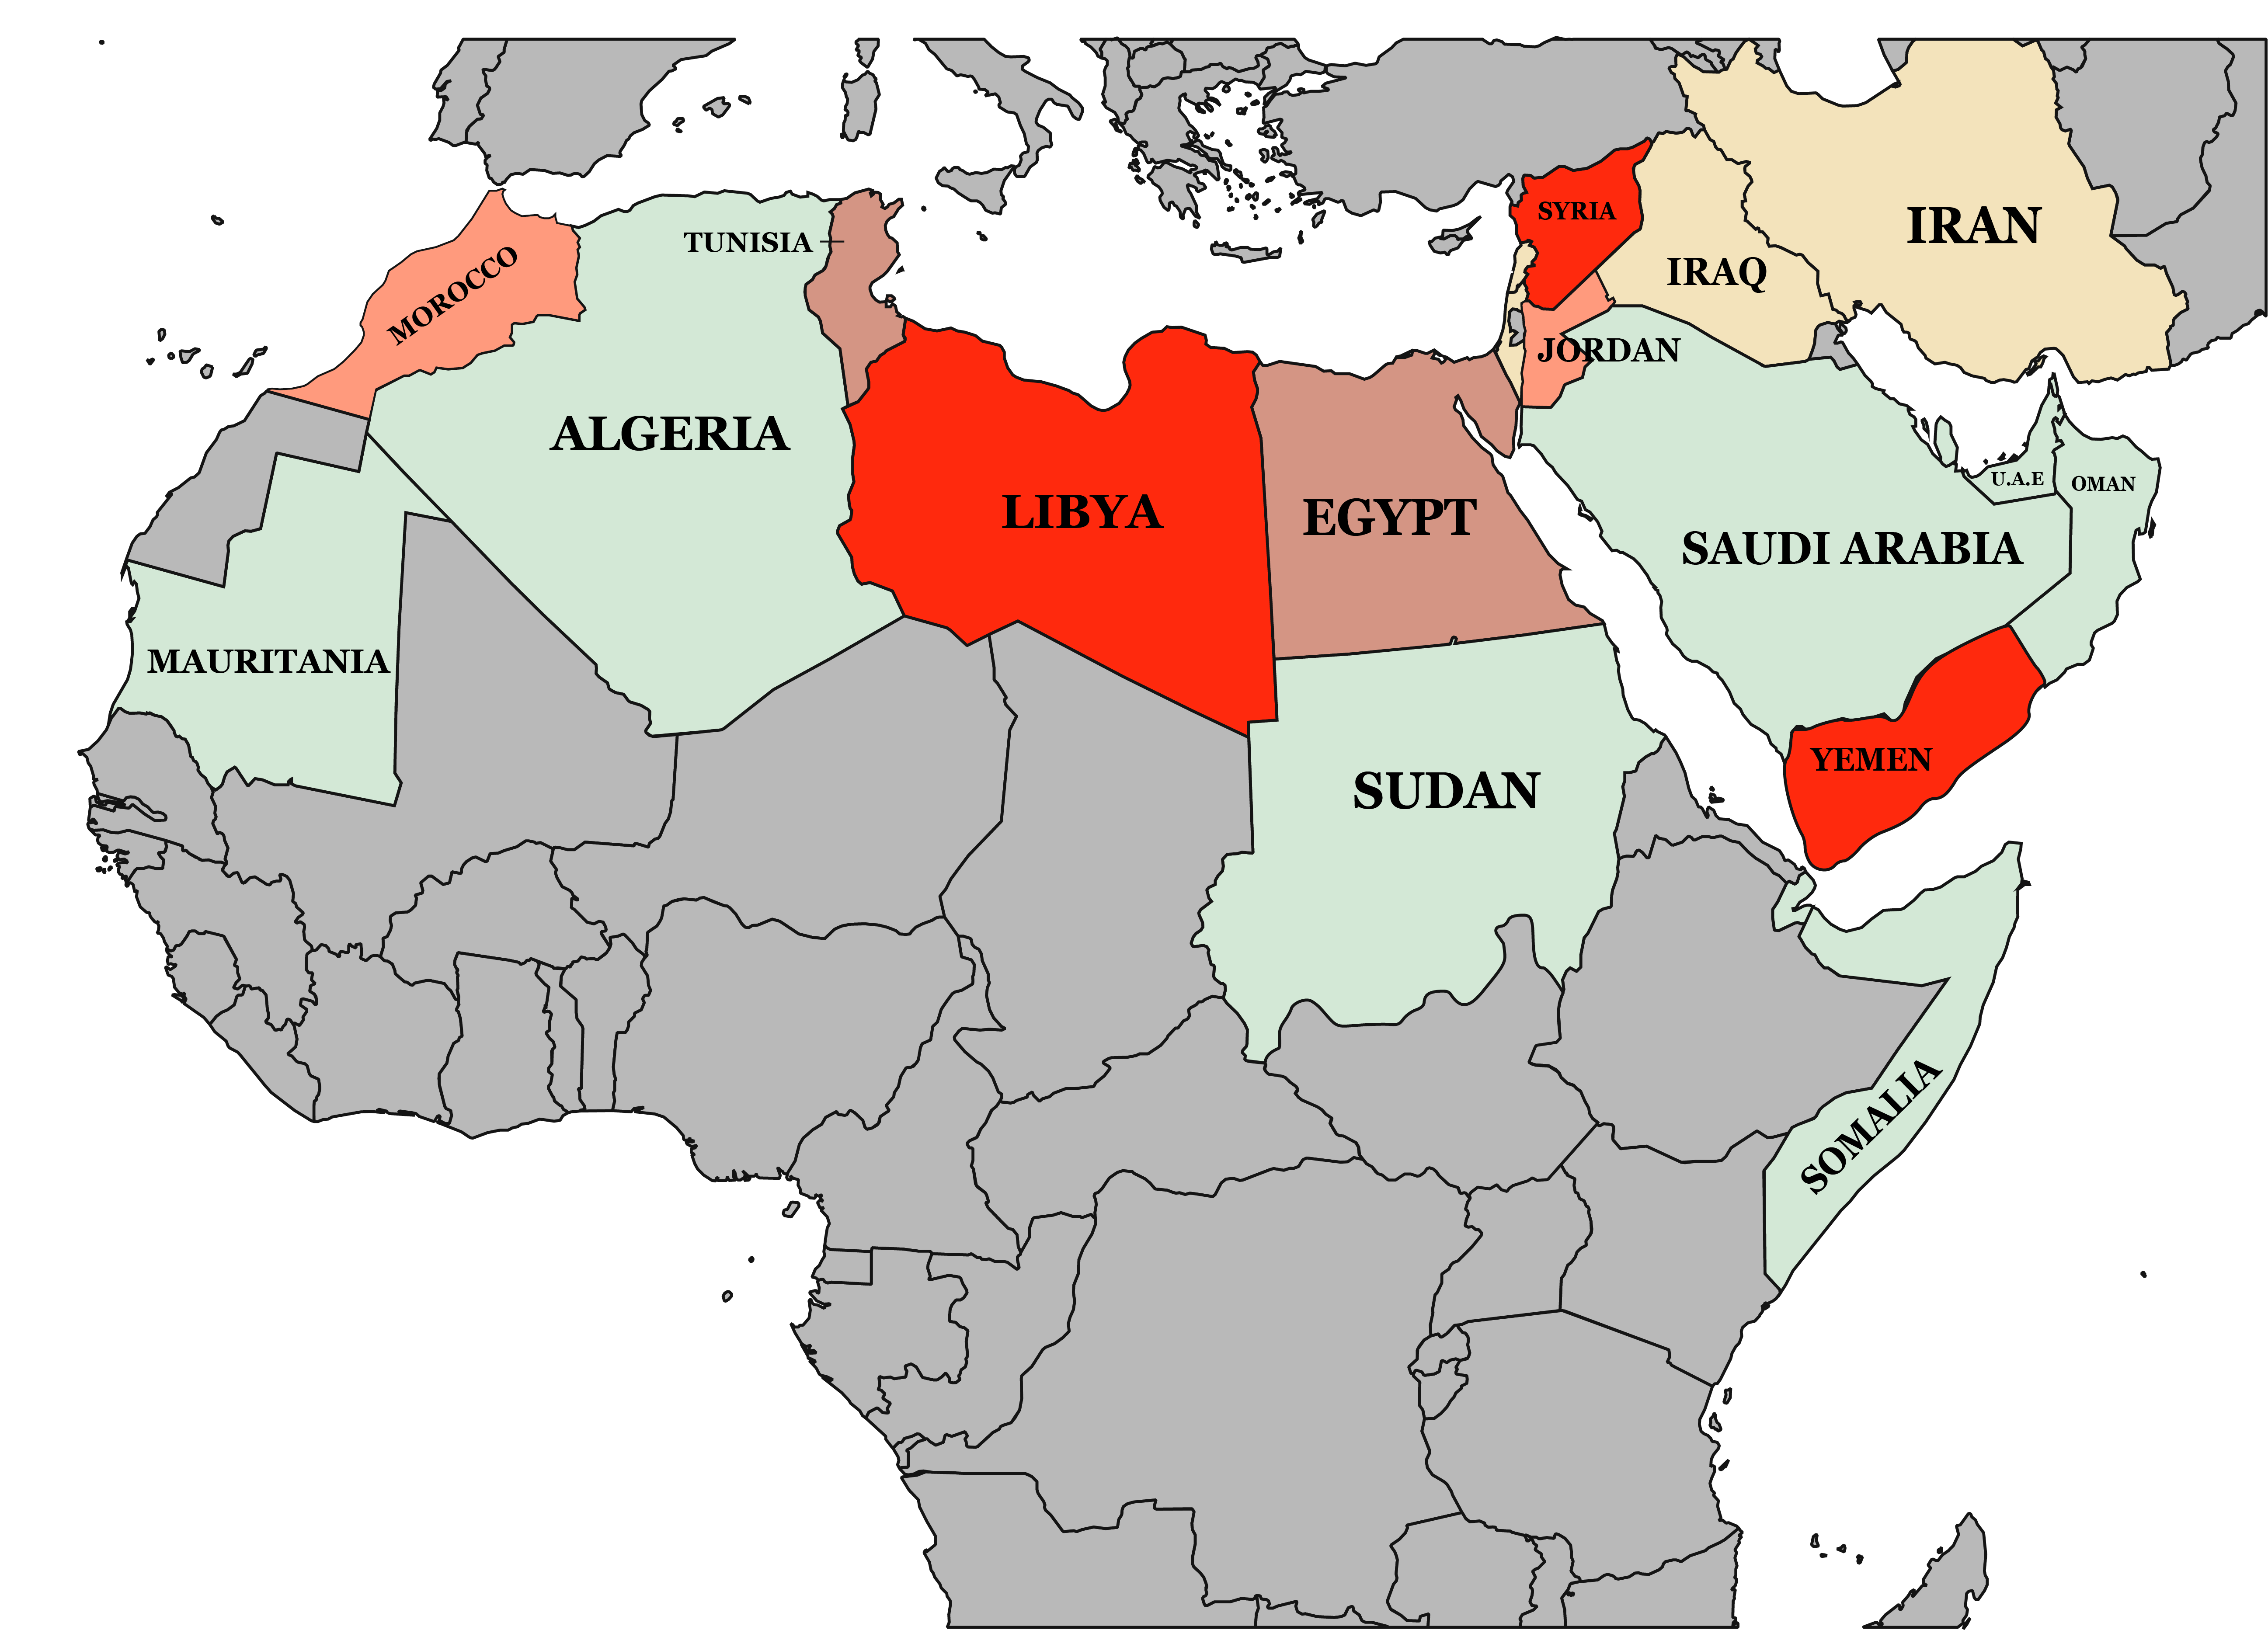 SYRIA
IRAN
TUNISIA
MOROCCO
IRAQ
JORDAN
ALGERIA
U.A.E
OMAN
LIBYA
EGYPT
SAUDI ARABIA
MAURITANIA
YEMEN
SUDAN
SOMALIA